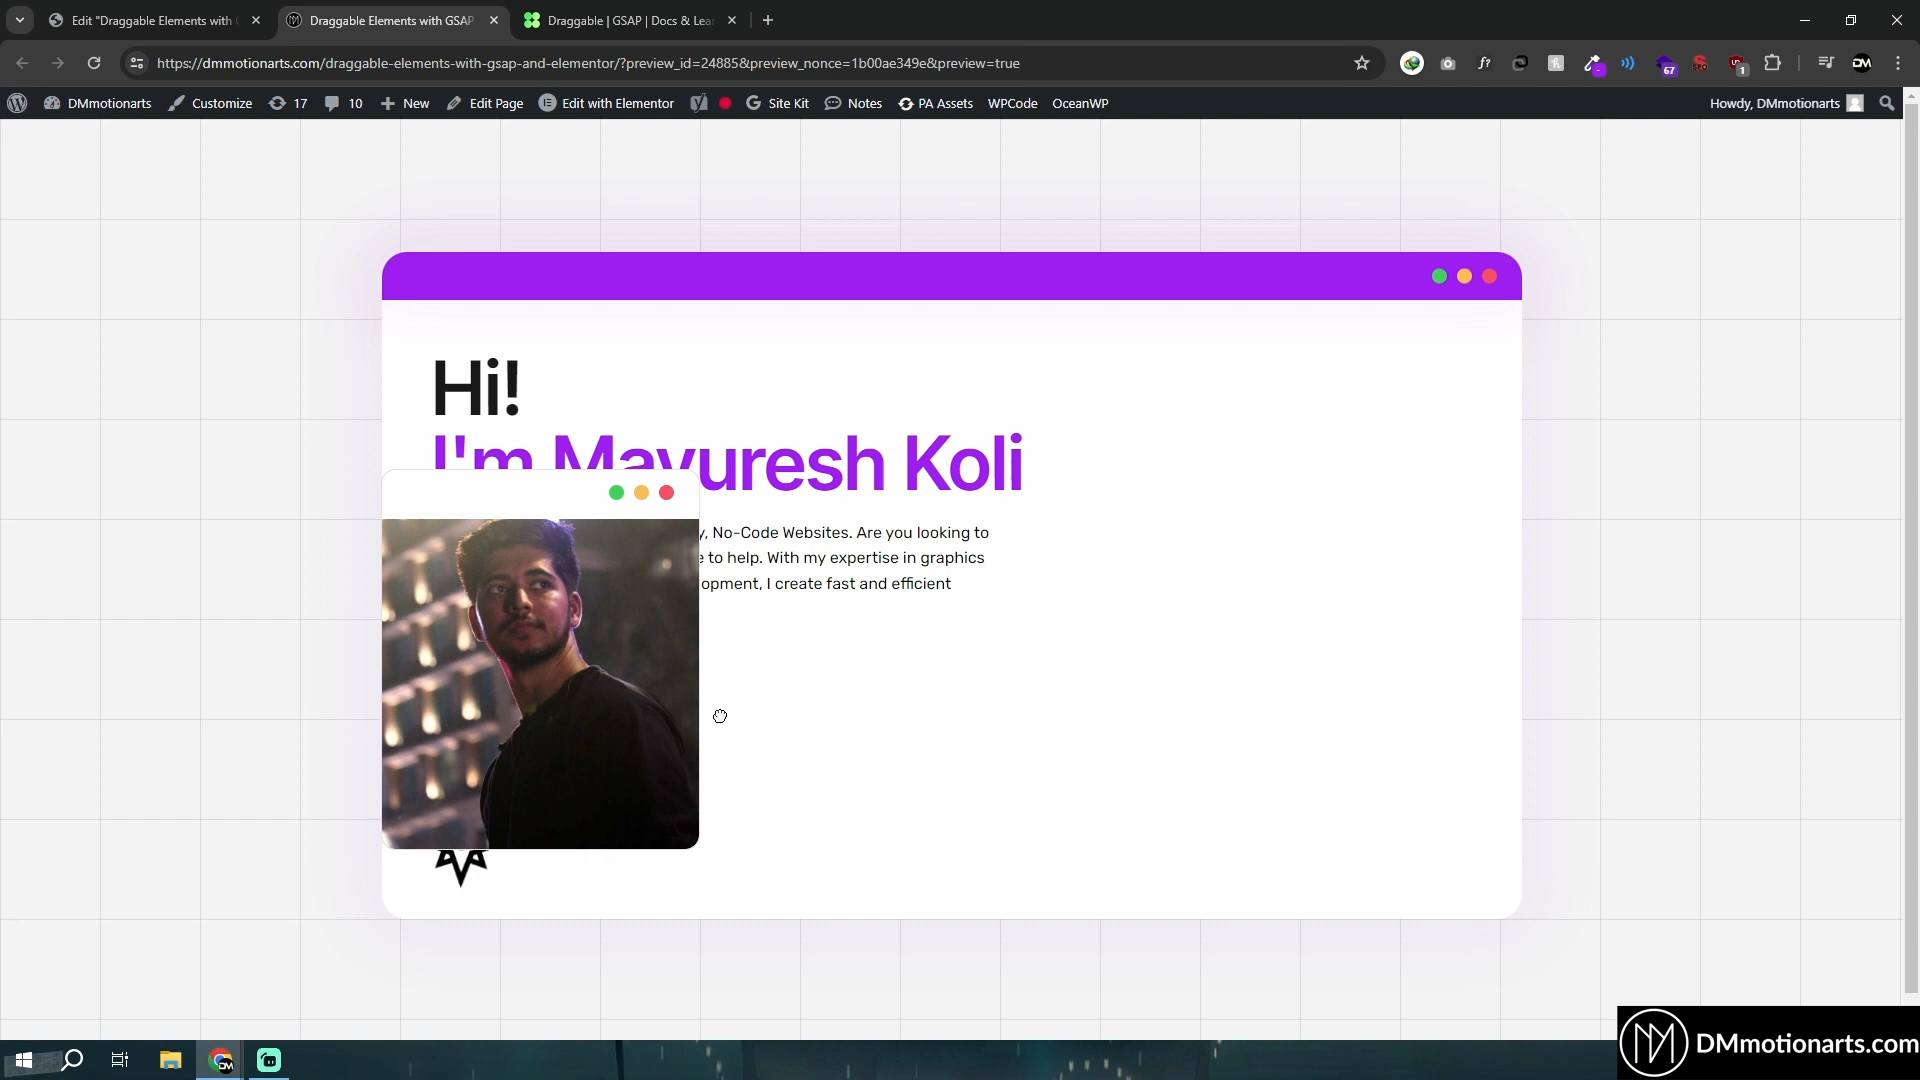 Edit "Draggable Elements with
Draggable Elements with GSAP
Draggable | GSAP | Docs & Lea
https://dmmotionarts.com/draggable-elements-with-gsap-and-elementor/?preview_id=24885&preview_nonce=1b00ae349e&preview=true
f?
67
1
DM
DMmotionarts
Customize
17
10
New
Edit Page
Edit with Elementor
Site Kit
Notes
PA Assets
WPCode
OceanWP
Howdy, DMmotionarts
Hi!
I'm Mayuresh Koli
y, No-Code Websites. Are you looking to
e to help. With my expertise in graphics
opment, I create fast and efficient
DMmotionarts.com